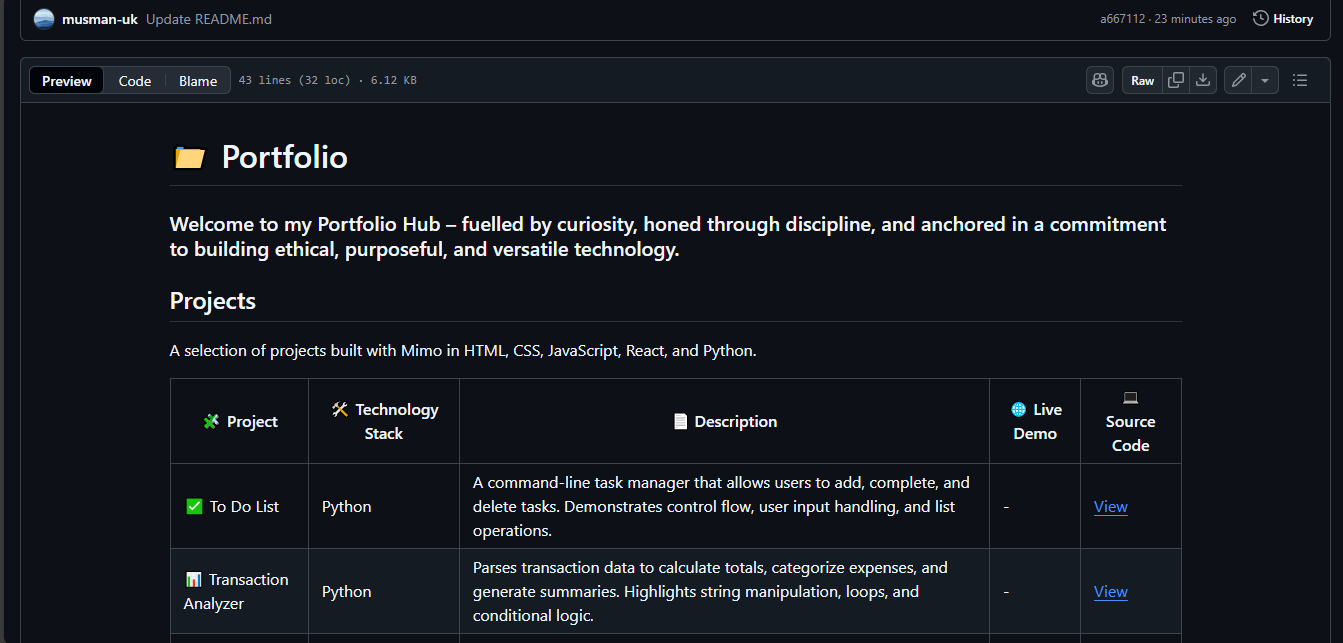 musman-uk Update README.md
a667112 · 23 minutes ago
History
Preview
Code
Blame
43 lines (32 loc) · 6.12 KB
Raw
Portfolio
Welcome to my Portfolio Hub – fuelled by curiosity, honed through discipline, and anchored in a commitment
to building ethical, purposeful, and versatile technology.
Projects
A selection of projects built with Mimo in HTML, CSS, JavaScript, React, and Python.
Project
Technology
Stack
Description
Live
Demo
Source
Code
To Do List
Python
A command-line task manager that allows users to add, complete, and
delete tasks. Demonstrates control flow, user input handling, and list
operations.
-
View
Transaction
Analyzer
Python
Parses transaction data to calculate totals, categorize expenses, and
generate summaries. Highlights string manipulation, loops, and
conditional logic.
-
View